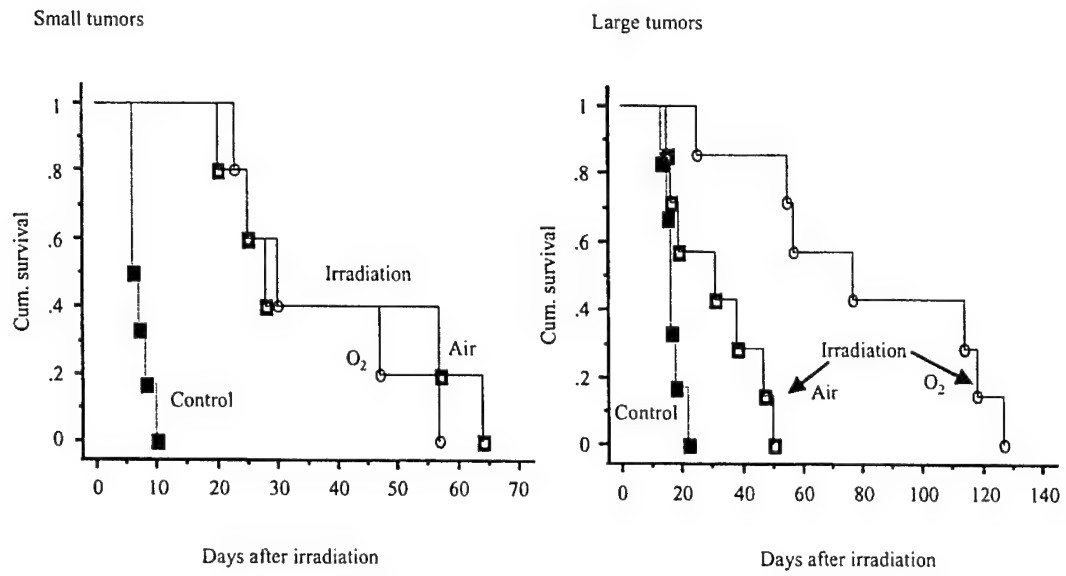 Small tumors
1
.8
.6
.4
.2
0
Cum. survival
Irradiation
O2
Air
Control
0 10 20 30 40 50 60 70
Days after irradiation
Large tumors
1
.8
.6
.4
.2
0
Cum. survival
Irradiation
Control
Air
O2
0 20 40 60 80 100 120 140
Days after irradiation